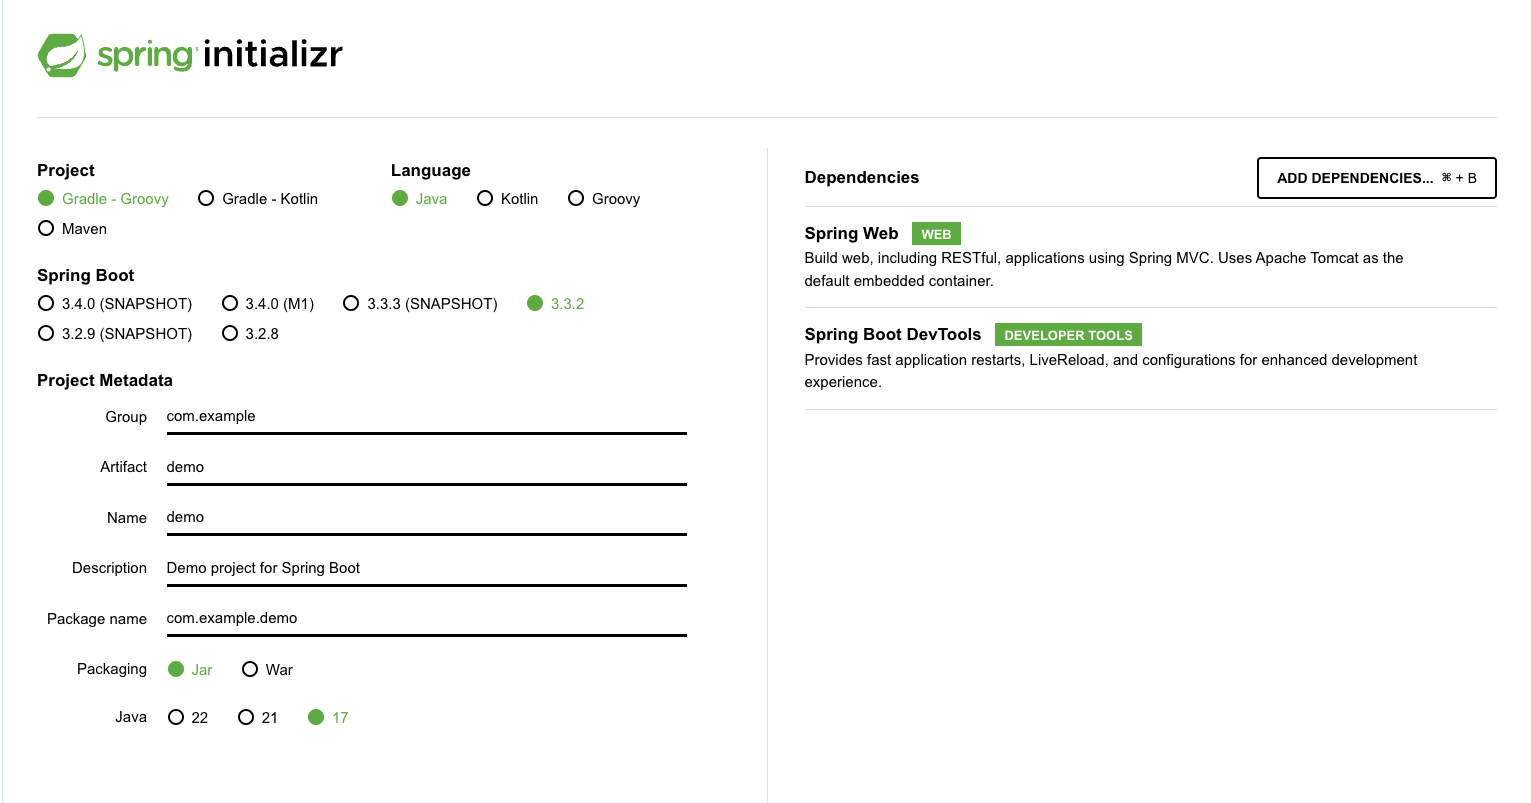 spring initializr
Project
Gradle - Groovy Gradle - Kotlin
Maven
Language
Java Kotlin Groovy
Spring Boot
3.4.0 (SNAPSHOT) 3.4.0 (M1) 3.3.3 (SNAPSHOT) 3.3.2
3.2.9 (SNAPSHOT) 3.2.8
Project Metadata
Group com.example
Artifact demo
Name demo
Description Demo project for Spring Boot
Package name com.example.demo
Packaging Jar War
Java 22 21 17
Dependencies ADD DEPENDENCIES... ⌘ + B
Spring Web WEB
Build web, including RESTful, applications using Spring MVC. Uses Apache Tomcat as the
default embedded container.
Spring Boot DevTools DEVELOPER TOOLS
Provides fast application restarts, LiveReload, and configurations for enhanced development
experience.